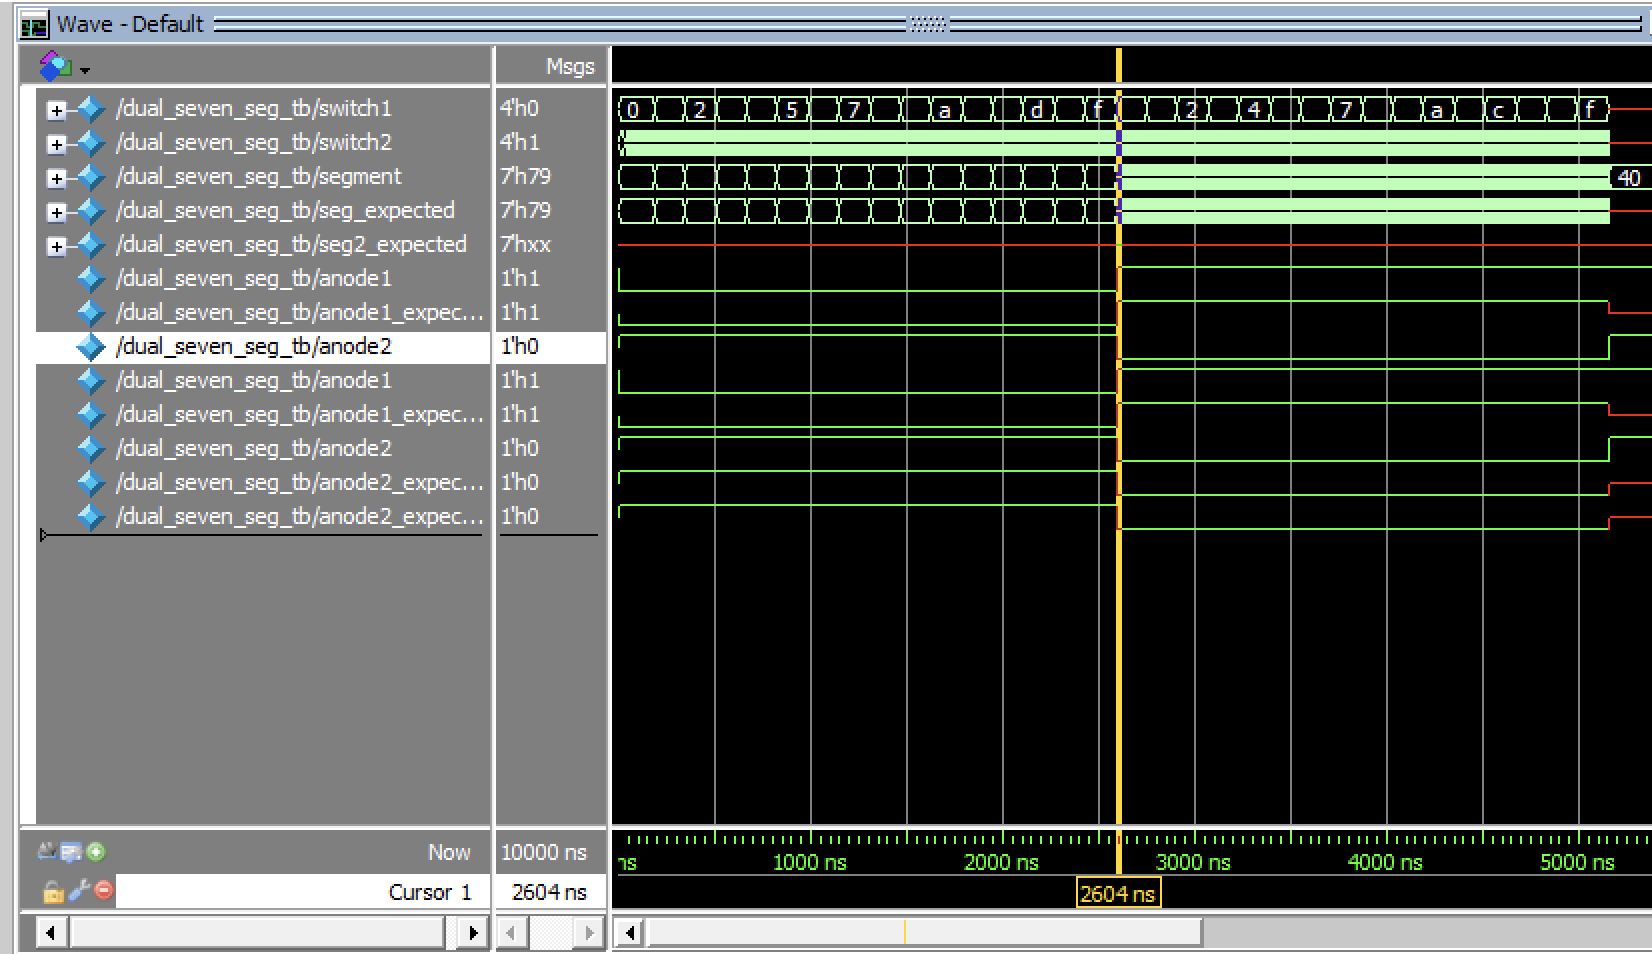 Wave - Default
Msgs
/dual_seven_seg_tb/switch1 4'h0 0 2 5 7 a d f 2 4 7 a c f
/dual_seven_seg_tb/switch2 4'h1
/dual_seven_seg_tb/segment 7'h79 40
/dual_seven_seg_tb/seg_expected 7'h79
/dual_seven_seg_tb/seg2_expected 7'hxx
/dual_seven_seg_tb/anode1 1'h1
/dual_seven_seg_tb/anode1_expec... 1'h1
/dual_seven_seg_tb/anode2 1'h0
/dual_seven_seg_tb/anode1 1'h1
/dual_seven_seg_tb/anode1_expec... 1'h1
/dual_seven_seg_tb/anode2 1'h0
/dual_seven_seg_tb/anode2_expec... 1'h0
/dual_seven_seg_tb/anode2_expec... 1'h0
Now 10000 ns ns 1000 ns 2000 ns 3000 ns 4000 ns 5000 ns
Cursor 1 2604 ns 2604 ns